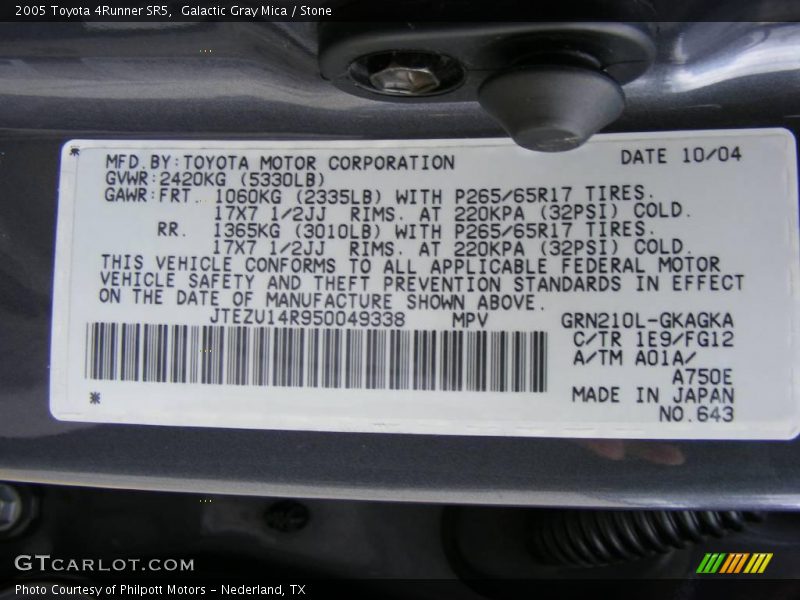 2005 Toyota 4Runner SR5,  Galactic Gray Mica / Stone
MFD.BY:TOYOTA MOTOR CORPORATION DATE 10/04
GVWR:2420KG (5330LB)
GAWR:FRT. 1060KG (2335LB) WITH P265/65R17 TIRES.
17X7 1/2JJ RIMS. AT 220KPA (32PSI) COLD.
RR. 1365KG (3010LB) WITH P265/65R17 TIRES.
17X7 1/2JJ RIMS. AT 220KPA (32PSI) COLD.
THIS VEHICLE CONFORMS TO ALL APPLICABLE FEDERAL MOTOR
VEHICLE SAFETY AND THEFT PREVENTION STANDARDS IN EFFECT
ON THE DATE OF MANUFACTURE SHOWN ABOVE.
JTEZU14R950049338 MPV GRN210L-GKAGKA
C/TR 1E9/FG12
A/TM A01A/
A750E
MADE IN JAPAN
NO.643
GTCARLOT.COM
Photo Courtesy of Philpott Motors - Nederland, TX